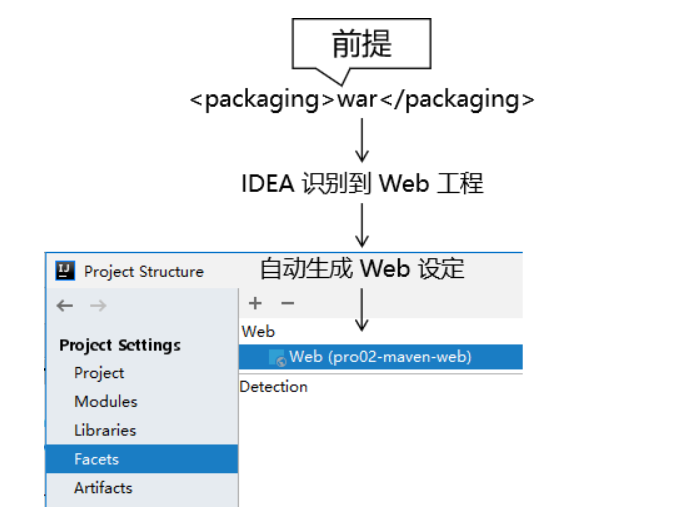 前提
<packaging>war</packaging>
IDEA 识别到 Web 工程
自动生成 Web 设定
IJ
Project Structure
Project Settings
Project
Modules
Libraries
Facets
Artifacts
+ −
Web
Web (pro02-maven-web)
Detection